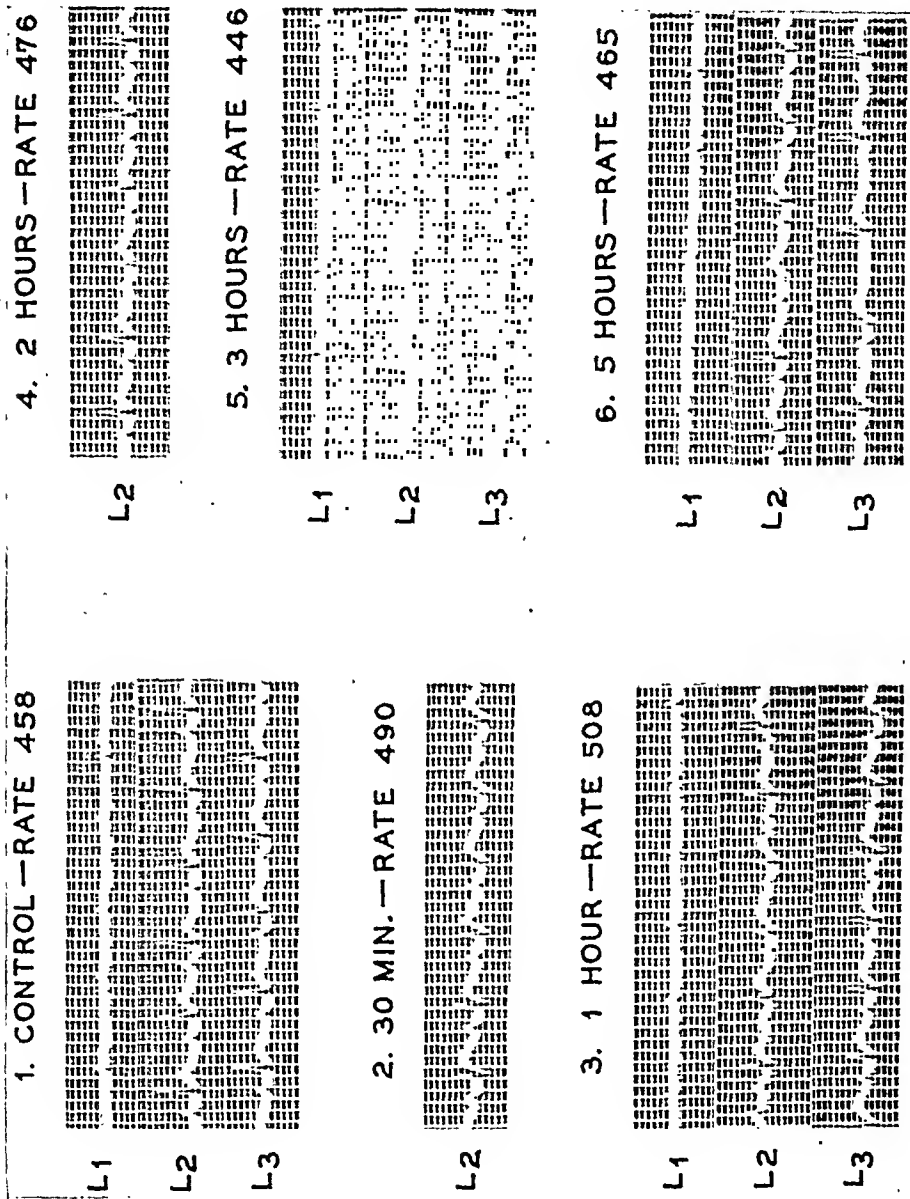 1. CONTROL—RATE 458
L1
L2
L3
2. 30 MIN.—RATE 490
L2
3. 1 HOUR—RATE 508
L1
L2
L3
4. 2 HOURS—RATE 476
L2
5. 3 HOURS—RATE 446
L1
L2
L3
6. 5 HOURS—RATE 465
L1
L2
L3